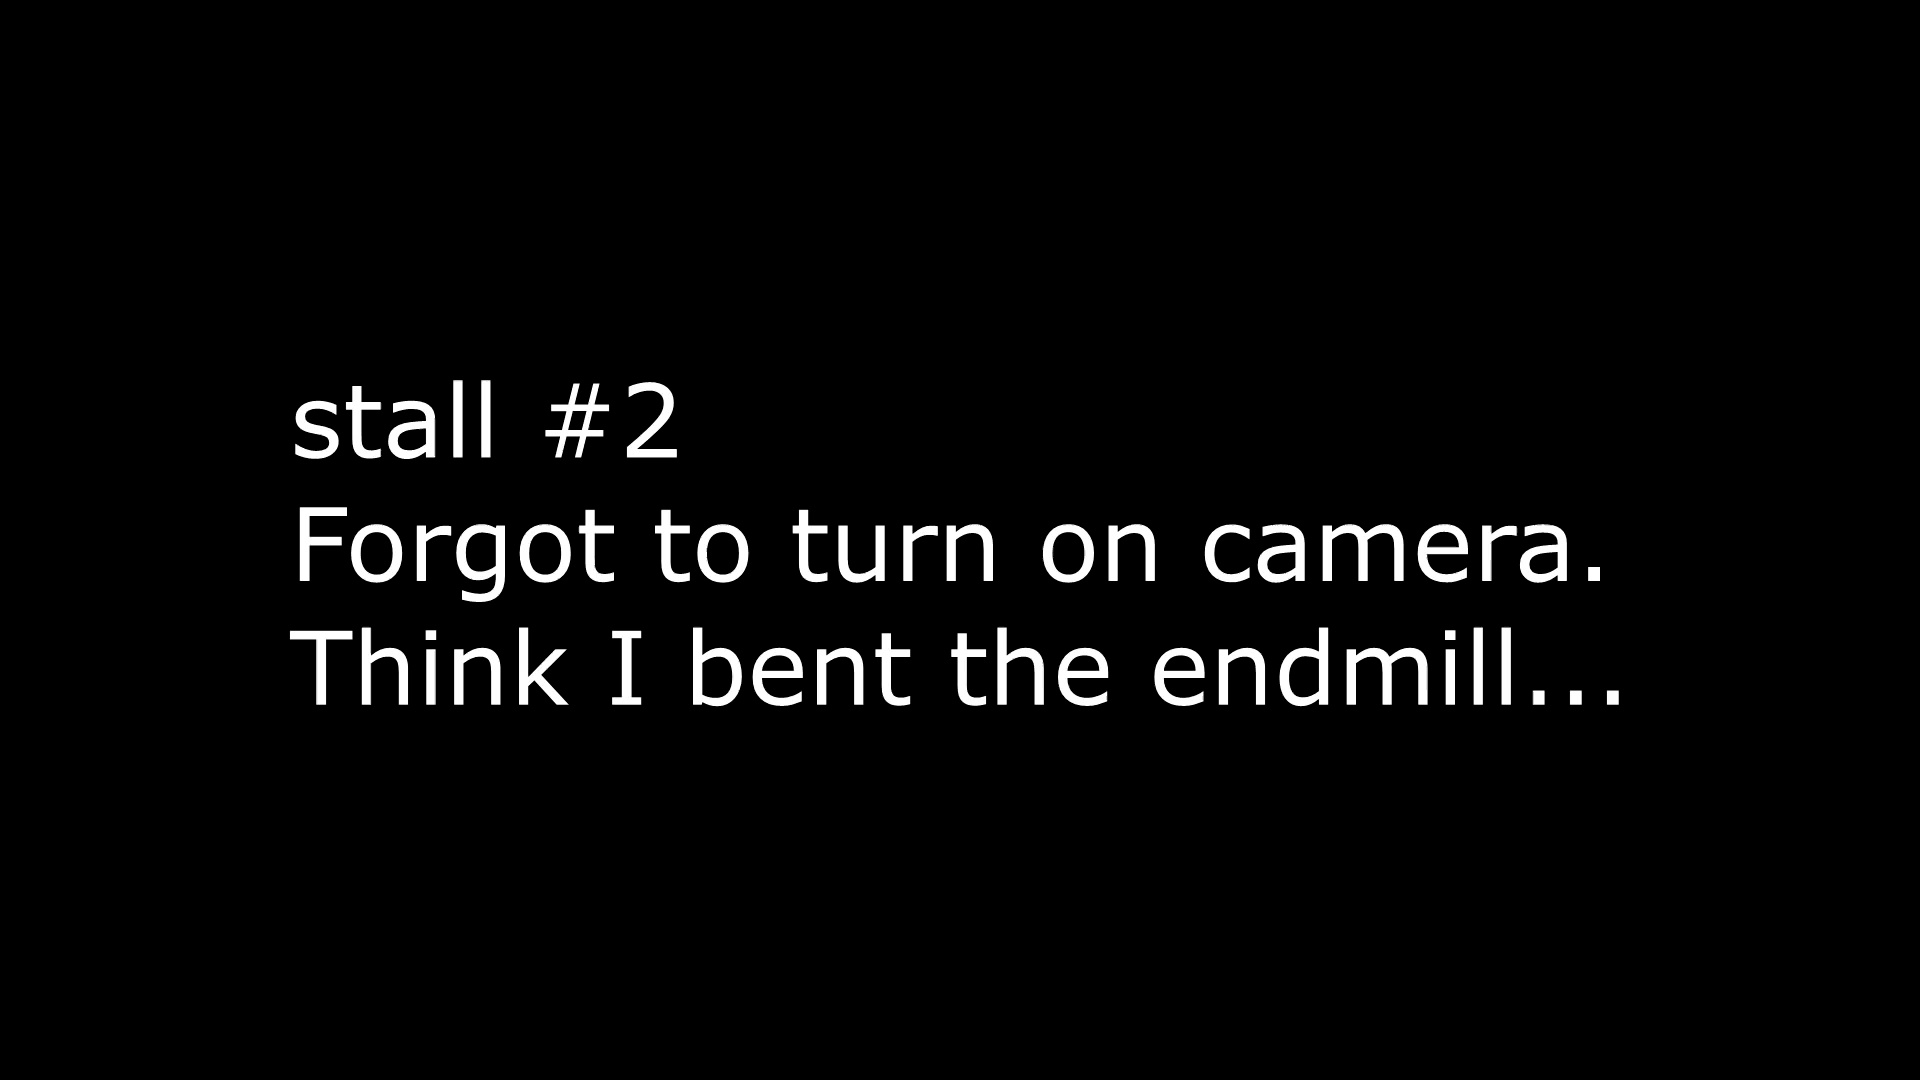 stall #2
Forgot to turn on camera.
Think I bent the endmill...